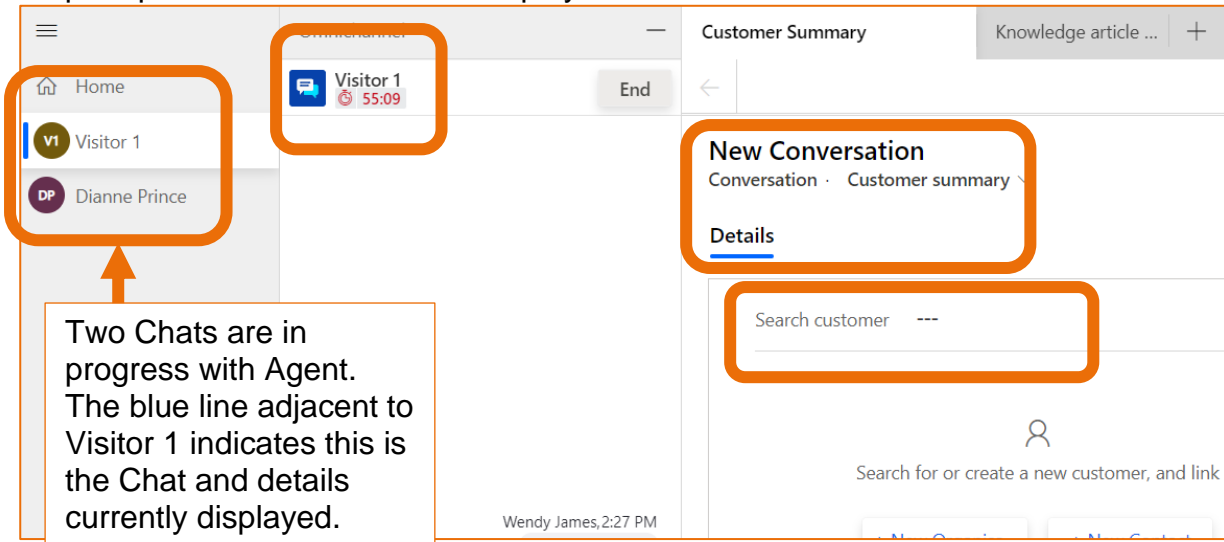 Customer Summary
Knowledge article ...
Home
Visitor 1
55:09
End
V1 Visitor 1
DP Dianne Prince
New Conversation
Conversation · Customer summary
Details
Search customer ---
Two Chats are in
progress with Agent.
The blue line adjacent to
Visitor 1 indicates this is
the Chat and details
currently displayed.
Search for or create a new customer, and link
Wendy James, 2:27 PM